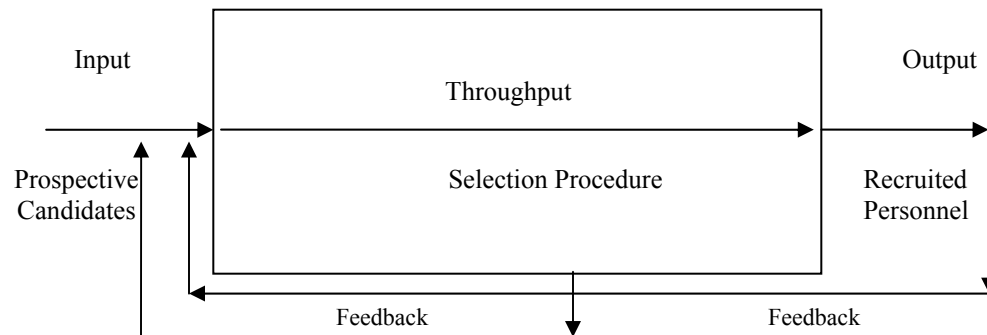 Input
Output
Throughput
Prospective
Candidates
Selection Procedure
Recruited
Personnel
Feedback
Feedback